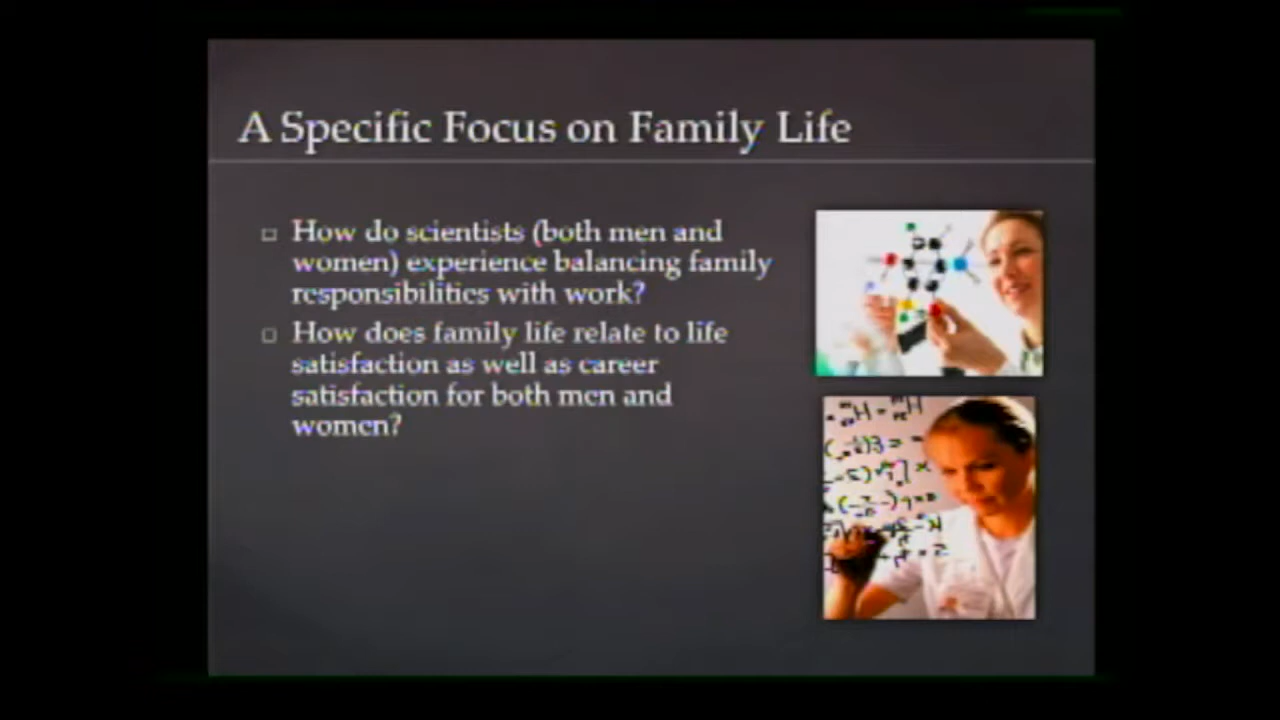 A Specific Focus on Family Life
How do scientists (both men and
women) experience balancing family
responsibilities with work?
How does family life relate to life
satisfaction as well as career
satisfaction for both men and
women?